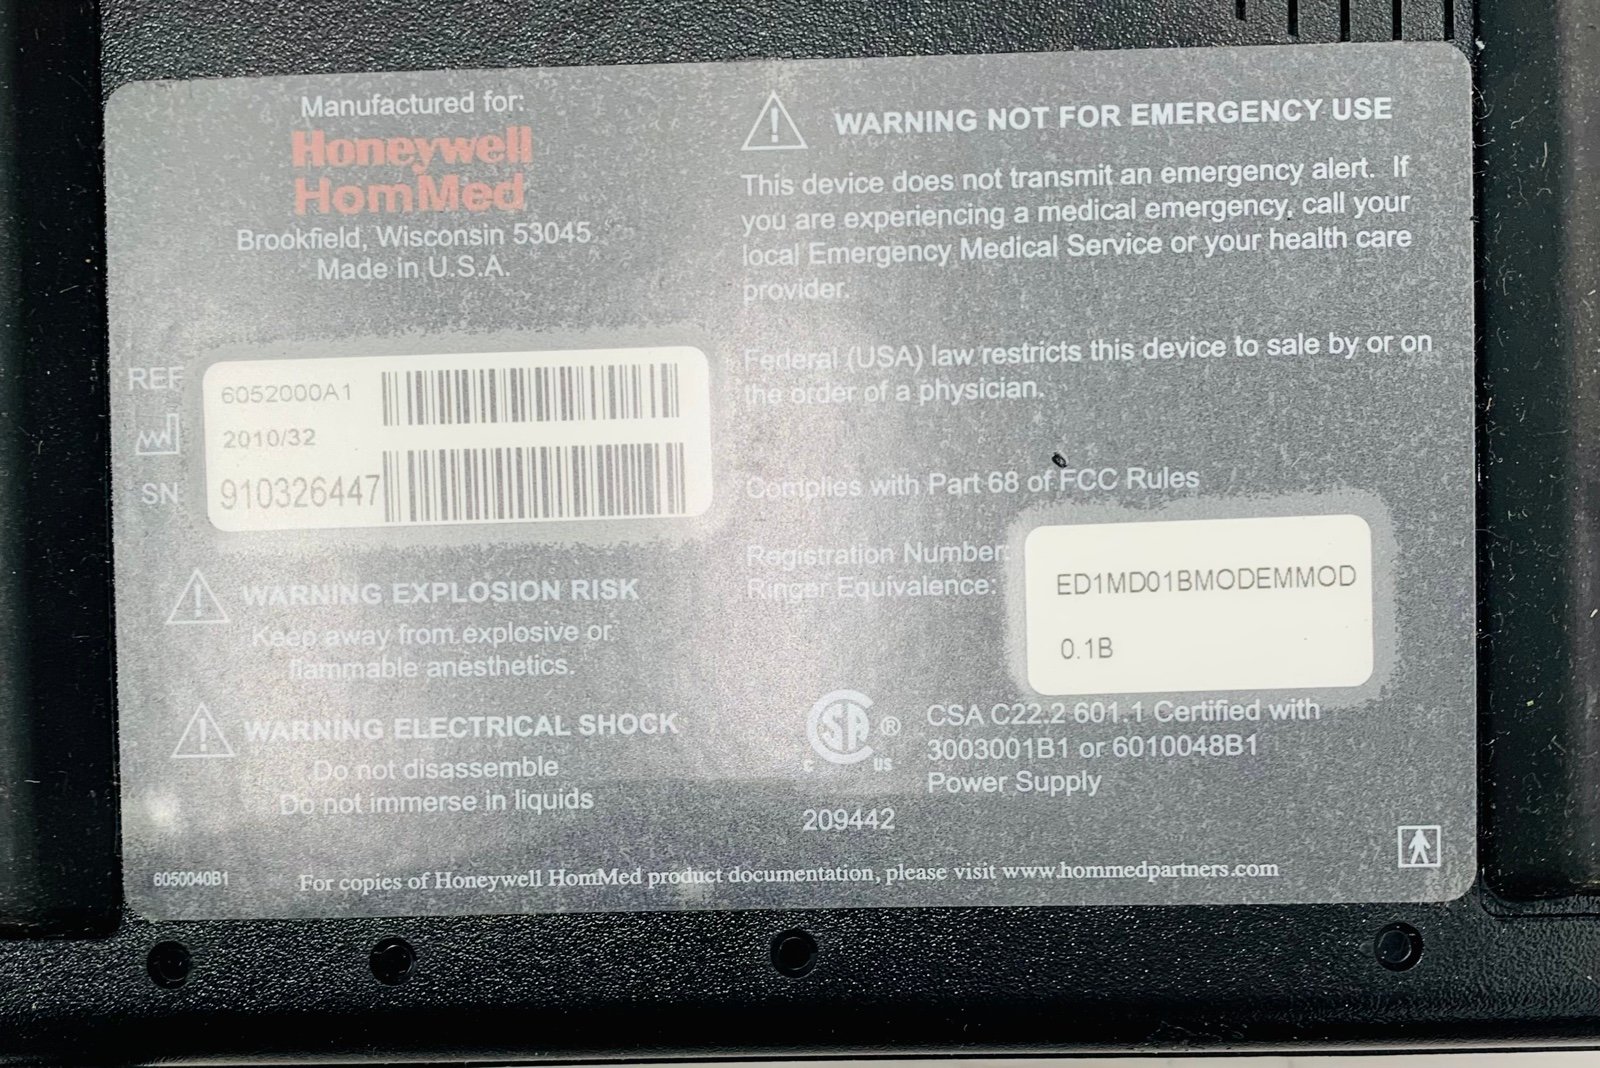 Manufactured for:
Honeywell
HomMed
Brookfield, Wisconsin 53045
Made in U.S.A.
REF 6052000A1
2010/32
SN 910326447
WARNING EXPLOSION RISK
Keep away from explosive or
flammable anesthetics.
WARNING ELECTRICAL SHOCK
Do not disassemble
Do not immerse in liquids
WARNING NOT FOR EMERGENCY USE
This device does not transmit an emergency alert. If
you are experiencing a medical emergency, call your
local Emergency Medical Service or your health care
provider.
Federal (USA) law restricts this device to sale by or on
the order of a physician.
Complies with Part 68 of FCC Rules
Registration Number: ED1MD01BMODEMMOD
Ringer Equivalence: 0.1B
CSA C22.2 601.1 Certified with
3003001B1 or 6010048B1
Power Supply
SA ® C US
209442
6050040B1
For copies of Honeywell HomMed product documentation, please visit www.hommedpartners.com